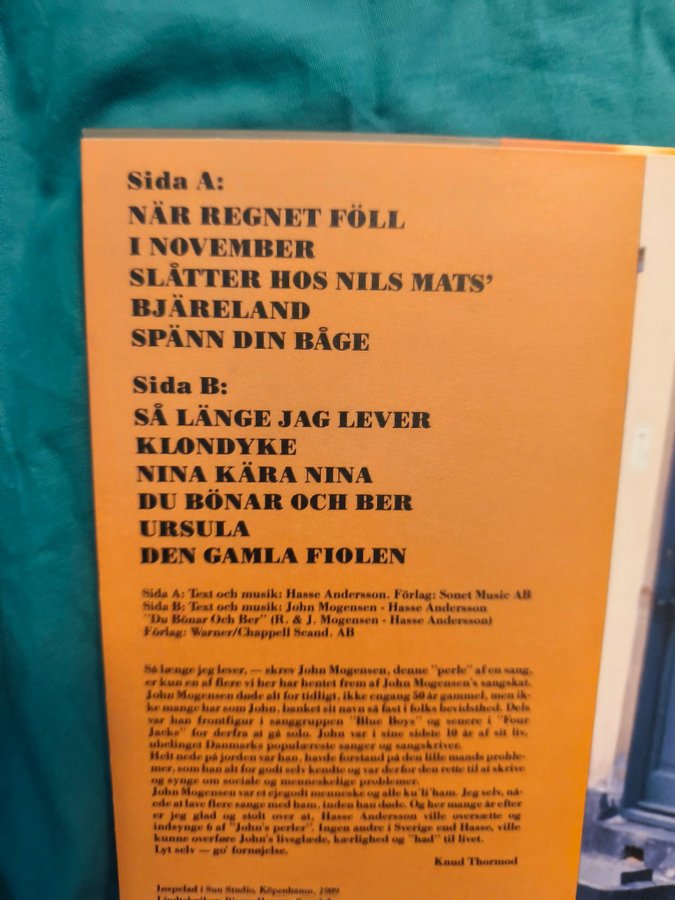 Sida A:
NÄR REGNET FÖLL
I NOVEMBER
SLÅTTER HOS NILS MATS'
BJÄRELAND
SPÄNN DIN BÅGE
Sida B:
SÅ LÄNGE JAG LEVER
KLONDYKE
NINA KÄRA NINA
DU BÖNAR OCH BER
URSULA
DEN GAMLA FIOLEN
Sida A: Text och musik: Hasse Andersson. Förlag: Sonet Music AB
Sida B: Text och musik: John Mogensen - Hasse Andersson
"Du Bönar Och Ber" (R. & J. Mogensen - Hasse Andersson)
Förlag: Warner/Chappell Scand. AB
Så længe jeg lever, — skrev John Mogensen, denne "perle" af en sang,
er kun en af flere vi her har hentet frem af John Mogensen's sangskat.
John Mogensen døde alt for tidligt, ikke engang 50 år gammel, men ik-
ke mange har som John, banket sit navn så fast i folks bevidsthed. Dels
var han frontfigur i sanggruppen "Blue Boys" og senere i "Four
Jacks" for derfra at gå solo. John var i sine sidste 10 år af sit liv,
ubetinget Danmarks populæreste sanger og sangskriver.
Helt nede på jorden var han, havde forstand på den lille mands proble-
mer, som han alt for godt selv kendte og var derfor den rette til at skrive
og synge om sociale og menneskelige problemer.
John Mogensen var et ejegodt menneske og alle ku'li'ham. Jeg selv, nå-
ede at lave flere sange med ham, inden han døde. Og her mange år efter
er jeg glad og stolt over at, Hasse Andersson ville oversætte og
indsynge 6 af "John's perler". Ingen andre i Sverige end Hasse, ville
kunne overføre John's livsglæde, kærlighed og "had" til livet.
Lyt selv — go' fornøjelse.
Knud Thormod
Inspelad i Sun Studio, Köpenhamn, 1989